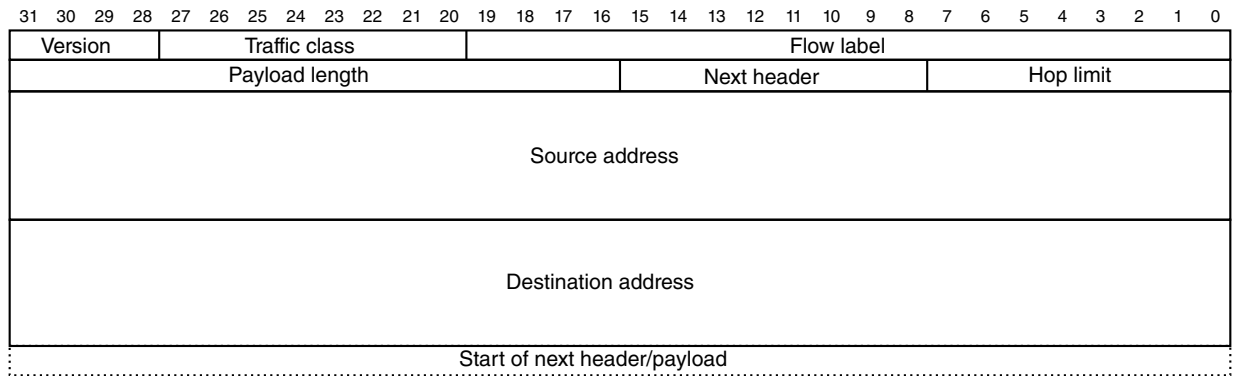 31 30 29 28 27 26 25 24 23 22 21 20 19 18 17 16 15 14 13 12 11 10 9 8 7 6 5 4 3 2 1 0
Version Traffic class Flow label
Payload length Next header Hop limit
Source address
Destination address
Start of next header/payload